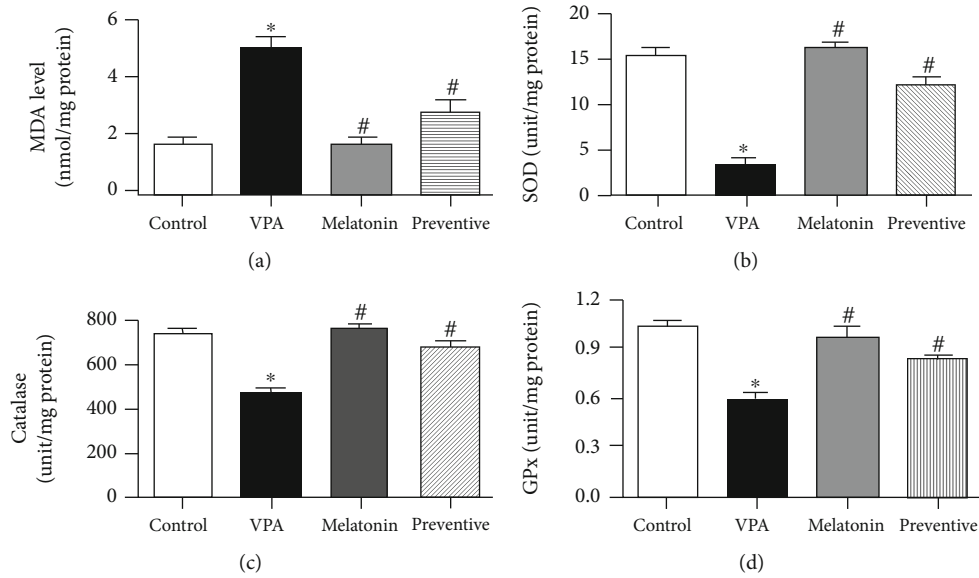 MDA level
(nmol/mg protein)
6
4
2
0
*
#
#
Control
VPA
Melatonin
Preventive
(a)
SOD (unit/mg protein)
20
15
10
5
0
*
#
#
Control
VPA
Melatonin
Preventive
(b)
Catalase
(unit/mg protein)
800
600
400
200
0
*
#
#
Control
VPA
Melatonin
Preventive
(c)
GPx (unit/mg protein)
1.2
0.9
0.6
0.3
0.0
*
#
#
Control
VPA
Melatonin
Preventive
(d)